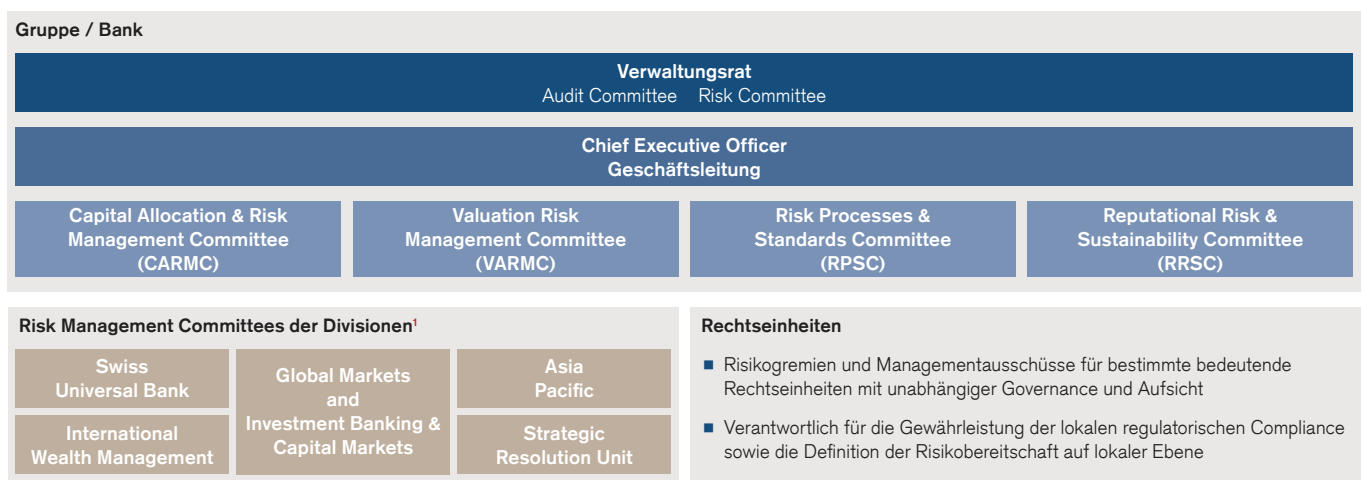 Gruppe / Bank
Verwaltungsrat
Audit Committee Risk Committee
Chief Executive Officer
Geschäftsleitung
Capital Allocation & Risk
Management Committee
(CARMC)
Valuation Risk
Management Committee
(VARMC)
Risk Processes &
Standards Committee
(RPSC)
Reputational Risk &
Sustainability Committee
(RRSC)
Risk Management Committees der Divisionen¹
Swiss
Universal Bank
International
Wealth Management
Global Markets
and
Investment Banking &
Capital Markets
Asia
Pacific
Strategic
Resolution Unit
Rechtseinheiten
■ Risikogremien und Managementausschüsse für bestimmte bedeutende
Rechtseinheiten mit unabhängiger Governance und Aufsicht
■ Verantwortlich für die Gewährleistung der lokalen regulatorischen Compliance
sowie die Definition der Risikobereitschaft auf lokaler Ebene